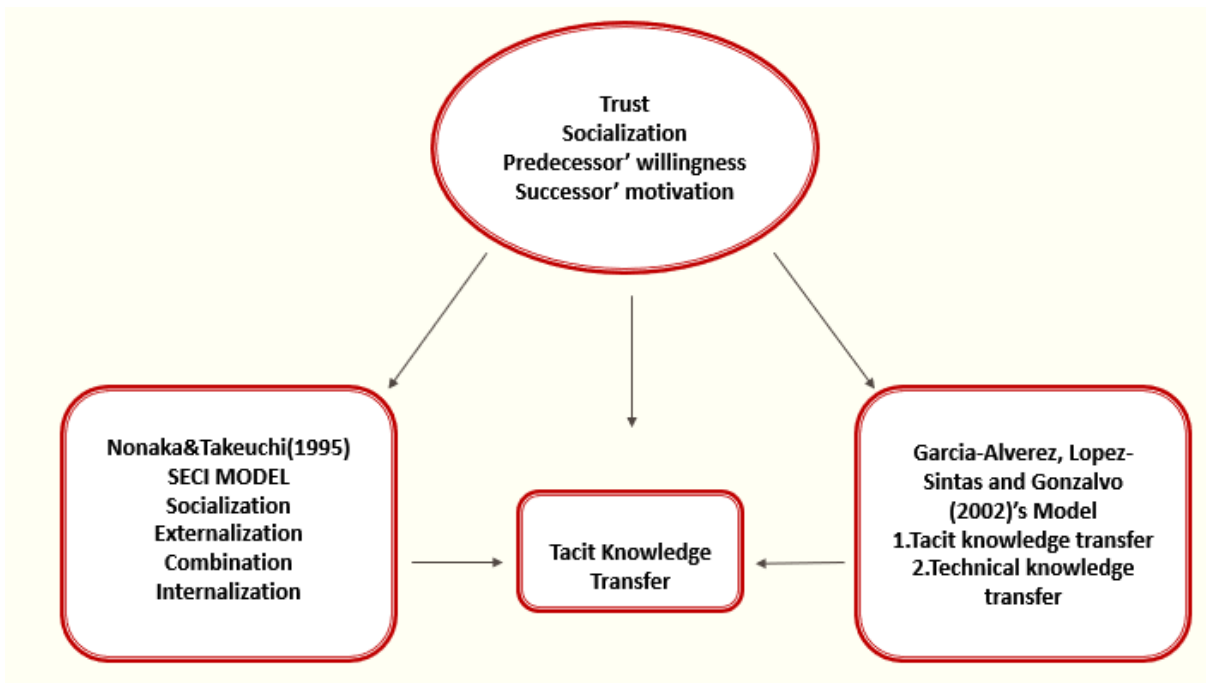 Trust
Socialization
Predecessor' willingness
Successor' motivation
Nonaka&Takeuchi(1995)
SECI MODEL
Socialization
Externalization
Combination
Internalization
Tacit Knowledge
Transfer
Garcia-Alverez, Lopez-
Sintas and Gonzalvo
(2002)'s Model
1.Tacit knowledge transfer
2.Technical knowledge
transfer